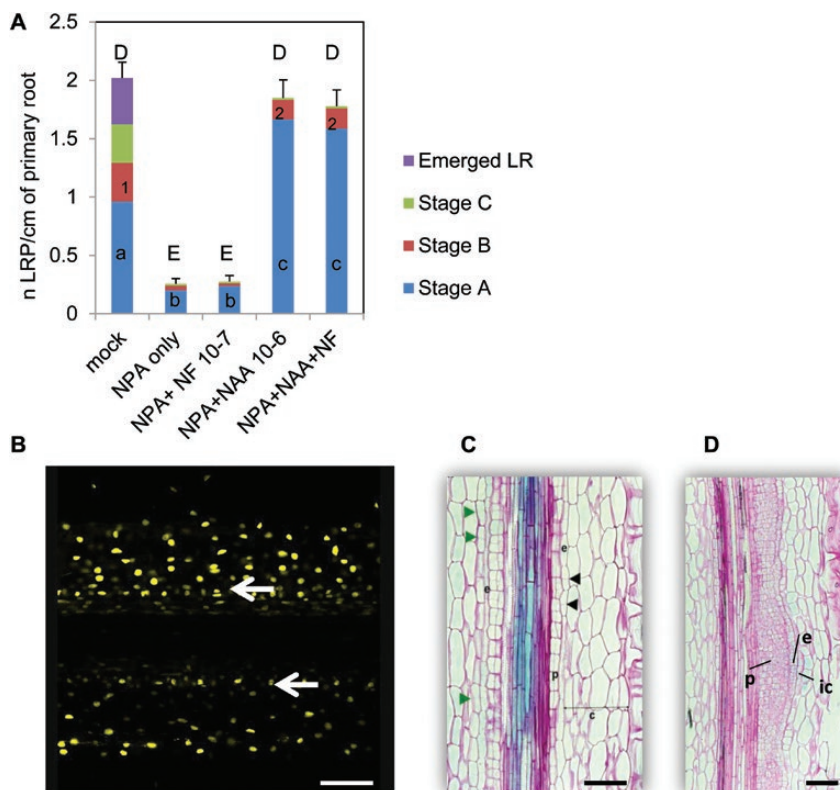 A
2.5
2
1.5
1
0.5
0
n LRP/cm of primary root
D
E
E
D
D
1
a
b
b
2
c
2
c
mock
NPA only
NPA+ NF 10-7
NPA+NAA 10-6
NPA+NAA+NF
Emerged LR
Stage C
Stage B
Stage A
B
C
D
e
e
p
c
p
e
ic